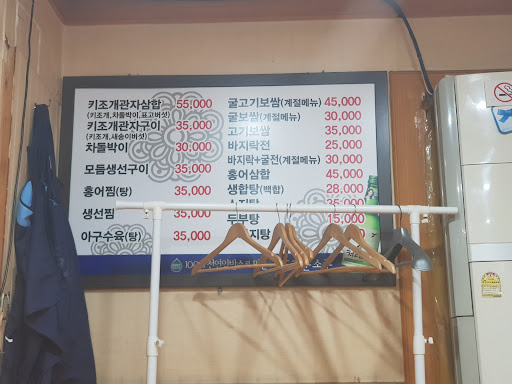 키조개관자삼합 55,000
(키조개,차돌박이,표고버섯)
키조개관자구이 35,000
(키조개,새송이버섯)
차돌박이 30,000
모듬생선구이 35,000
홍어찜(탕) 35,000
생선찜 35,000
아구수육(탕) 35,000
굴고기보쌈(계절메뉴) 45,000
굴보쌈(계절메뉴) 30,000
고기보쌈 35,000
바지락전 25,000
바지락+굴전(계절메뉴) 30,000
홍어삼합 45,000
생합탕(백합) 28,000
35,000
두부탕 15,000